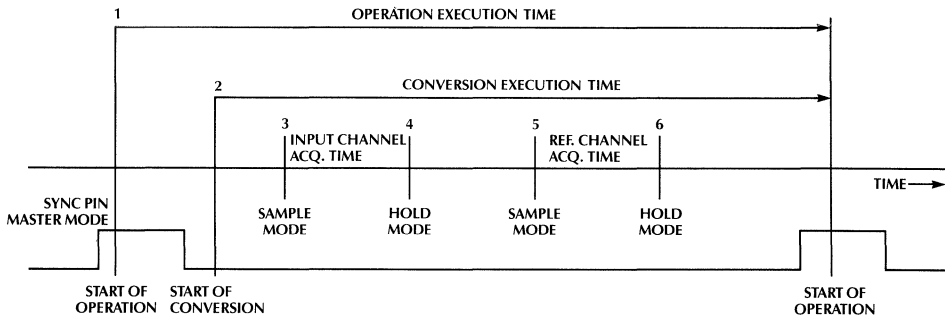 1
OPERATION EXECUTION TIME
2
CONVERSION EXECUTION TIME
3
4
5
6
INPUT CHANNEL
ACQ. TIME
REF. CHANNEL
ACQ. TIME
TIME
SYNC PIN
MASTER MODE
SAMPLE
MODE
HOLD
MODE
SAMPLE
MODE
HOLD
MODE
START OF
OPERATION
START OF
CONVERSION
START OF
OPERATION